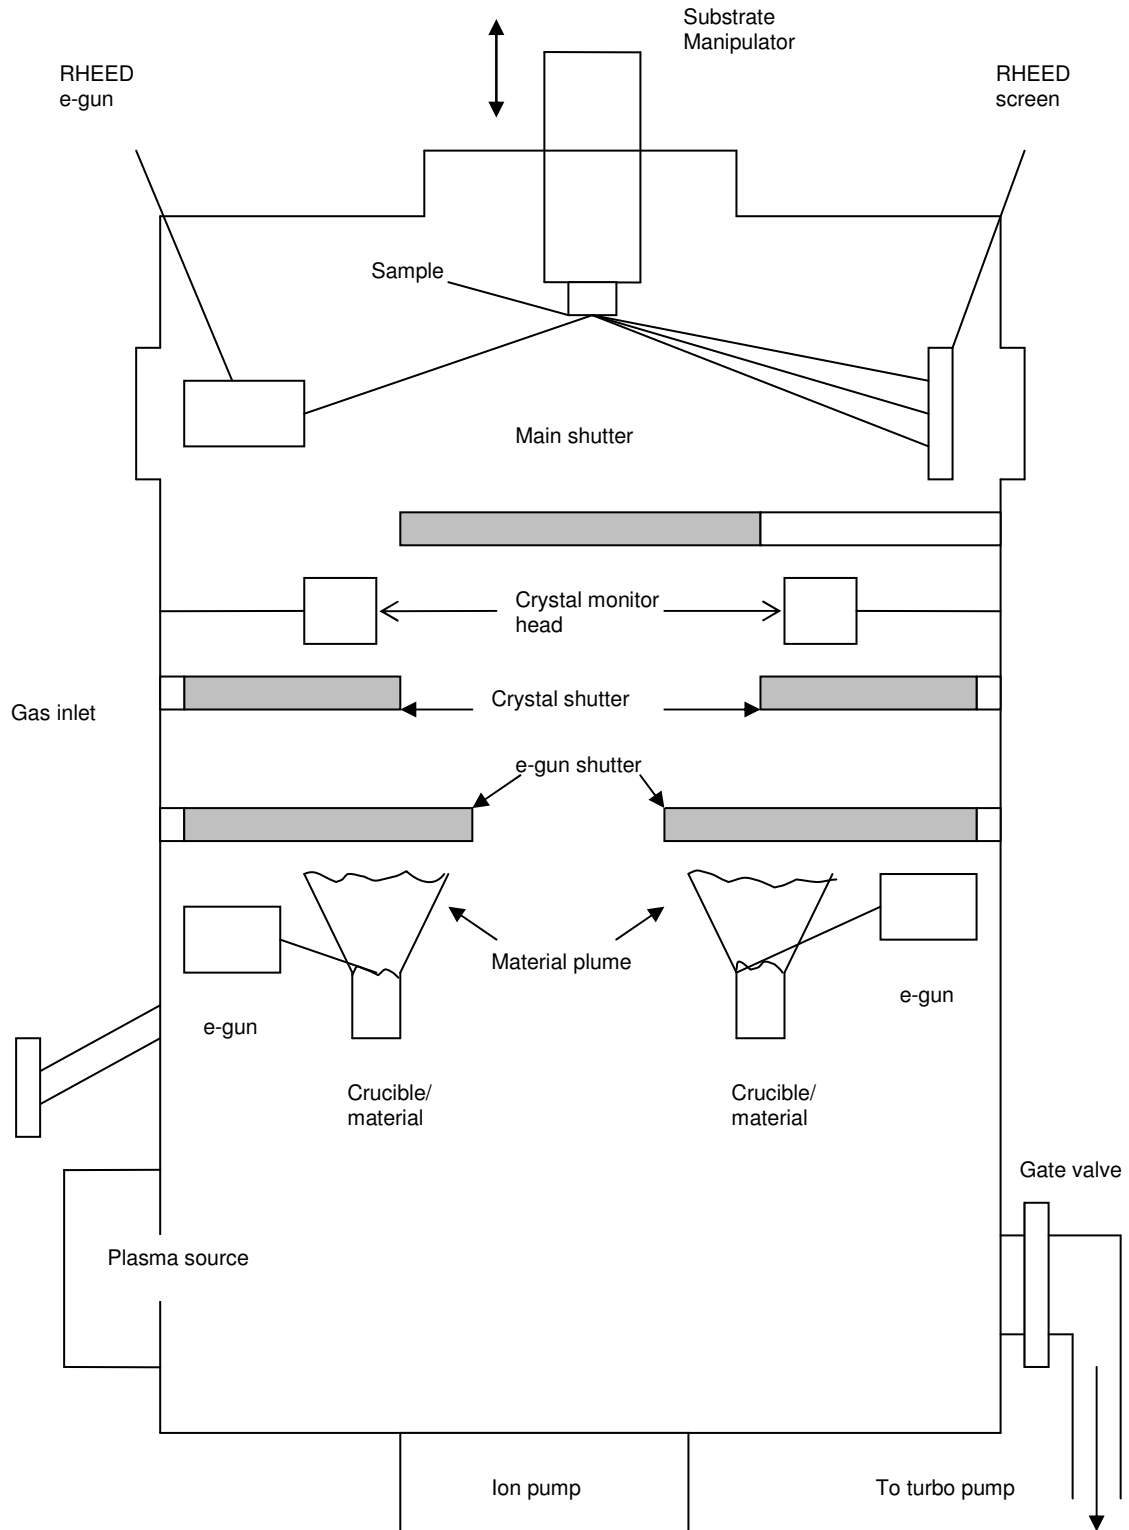 Substrate
Manipulator
RHEED
e-gun
RHEED
screen
Sample
Main shutter
Crystal monitor
head
Crystal shutter
Gas inlet
e-gun shutter
Material plume
e-gun
e-gun
Crucible/
material
Crucible/
material
Gate valve
Plasma source
Ion pump
To turbo pump